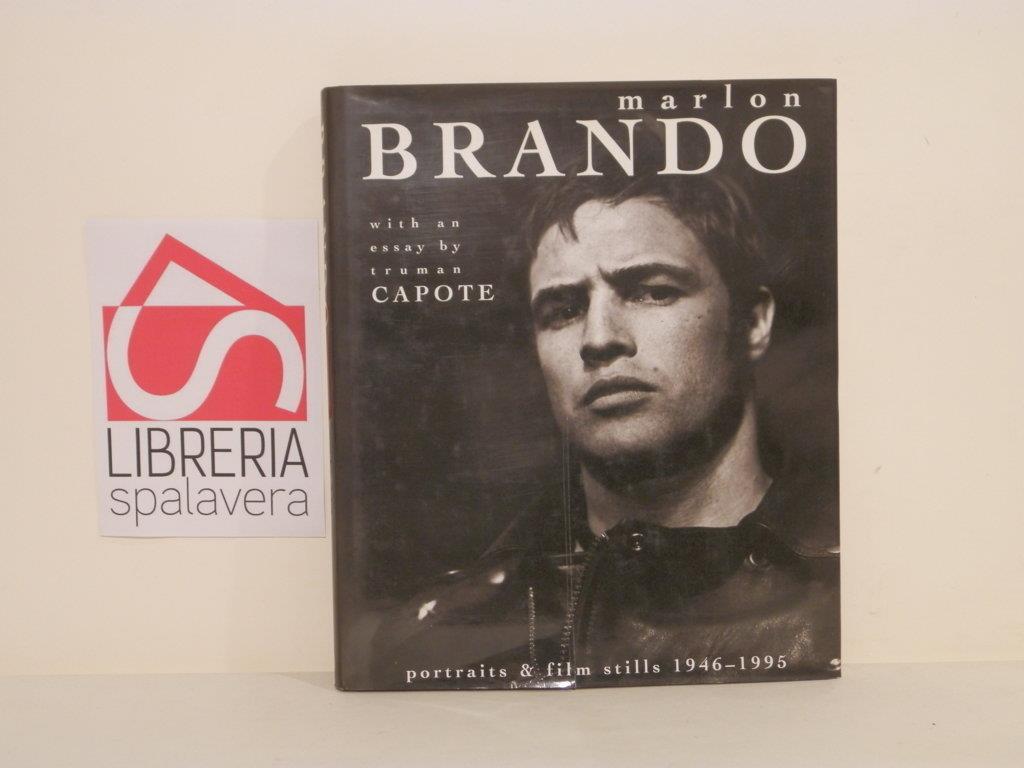 marlon
BRANDO
with an
essay by
truman
CAPOTE
portraits & film stills 1946–1995
LIBRERIA
spalavera